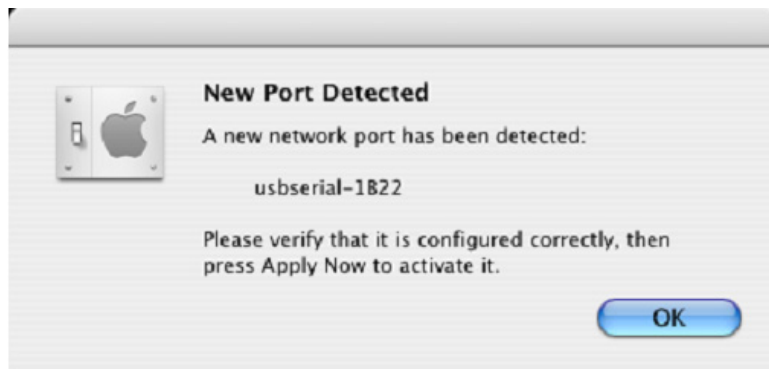 New Port Detected
A new network port has been detected:
usbserial-1B22
Please verify that it is configured correctly, then
press Apply Now to activate it.
OK